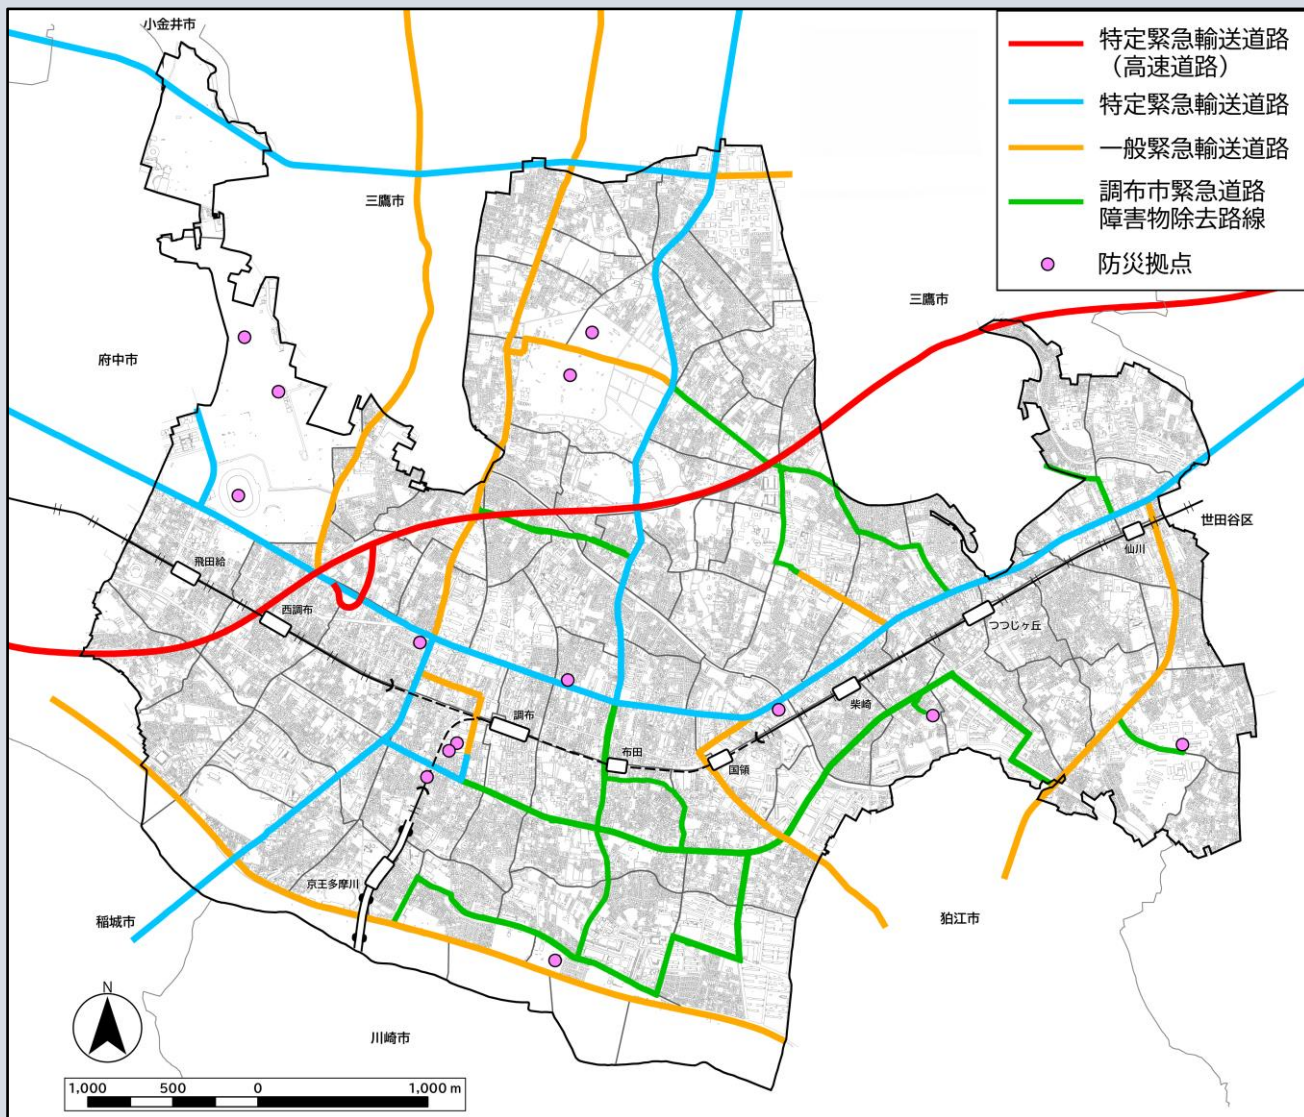 小金井市
特定緊急輸送道路
（高速道路）
特定緊急輸送道路
一般緊急輸送道路
調布市緊急道路
障害物除去路線
防災拠点
三鷹市
三鷹市
府中市
世田谷区
仙川
飛田給
西調布
つつじヶ丘
柴崎
調布
布田
国領
京王多摩川
稲城市
狛江市
川崎市
N
1,000 500 0 1,000 m